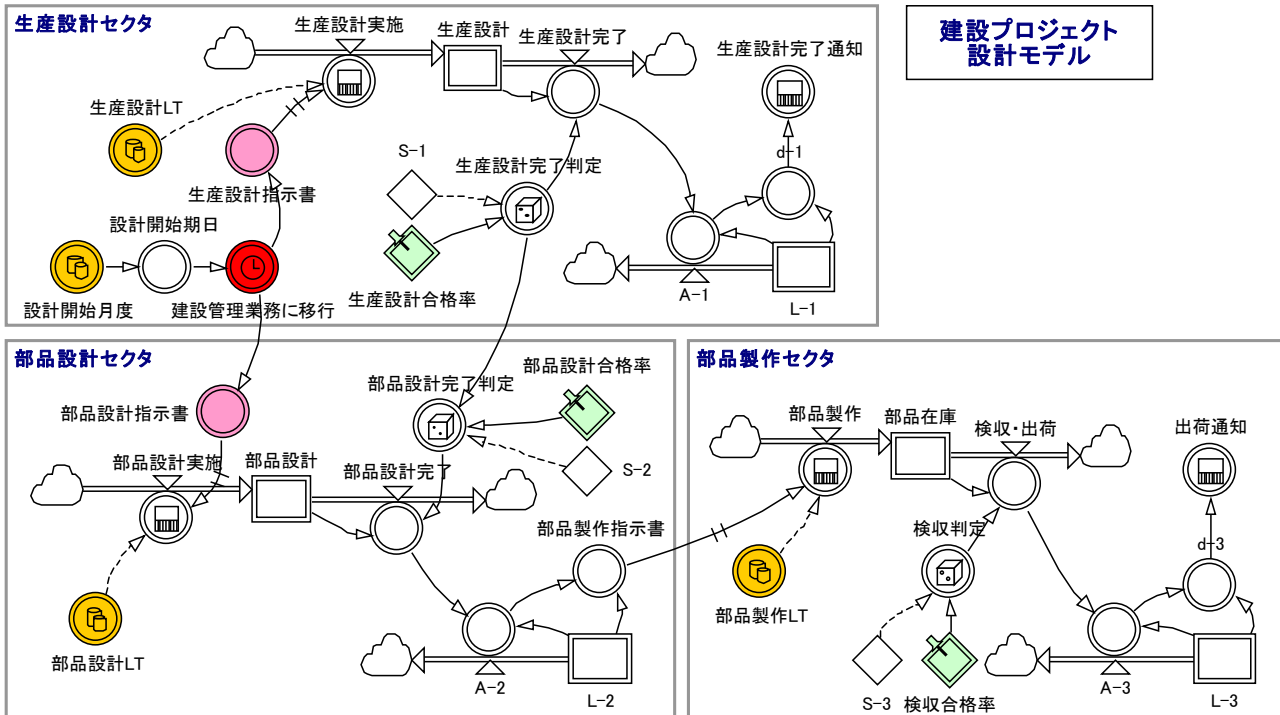 建設プロジェクト
設計モデル
生産設計セクタ
生産設計実施
生産設計
生産設計完了
生産設計完了通知
生産設計LT
生産設計指示書
S-1
生産設計完了判定
d-1
設計開始期日
設計開始月度
建設管理業務に移行
生産設計合格率
A-1
L-1
部品設計セクタ
部品設計指示書
部品設計完了判定
部品設計合格率
部品設計実施
部品設計
部品設計完了
S-2
部品製作指示書
部品設計LT
A-2
L-2
部品製作セクタ
部品製作
部品在庫
検収・出荷
出荷通知
検収判定
d-3
部品製作LT
S-3
検収合格率
A-3
L-3